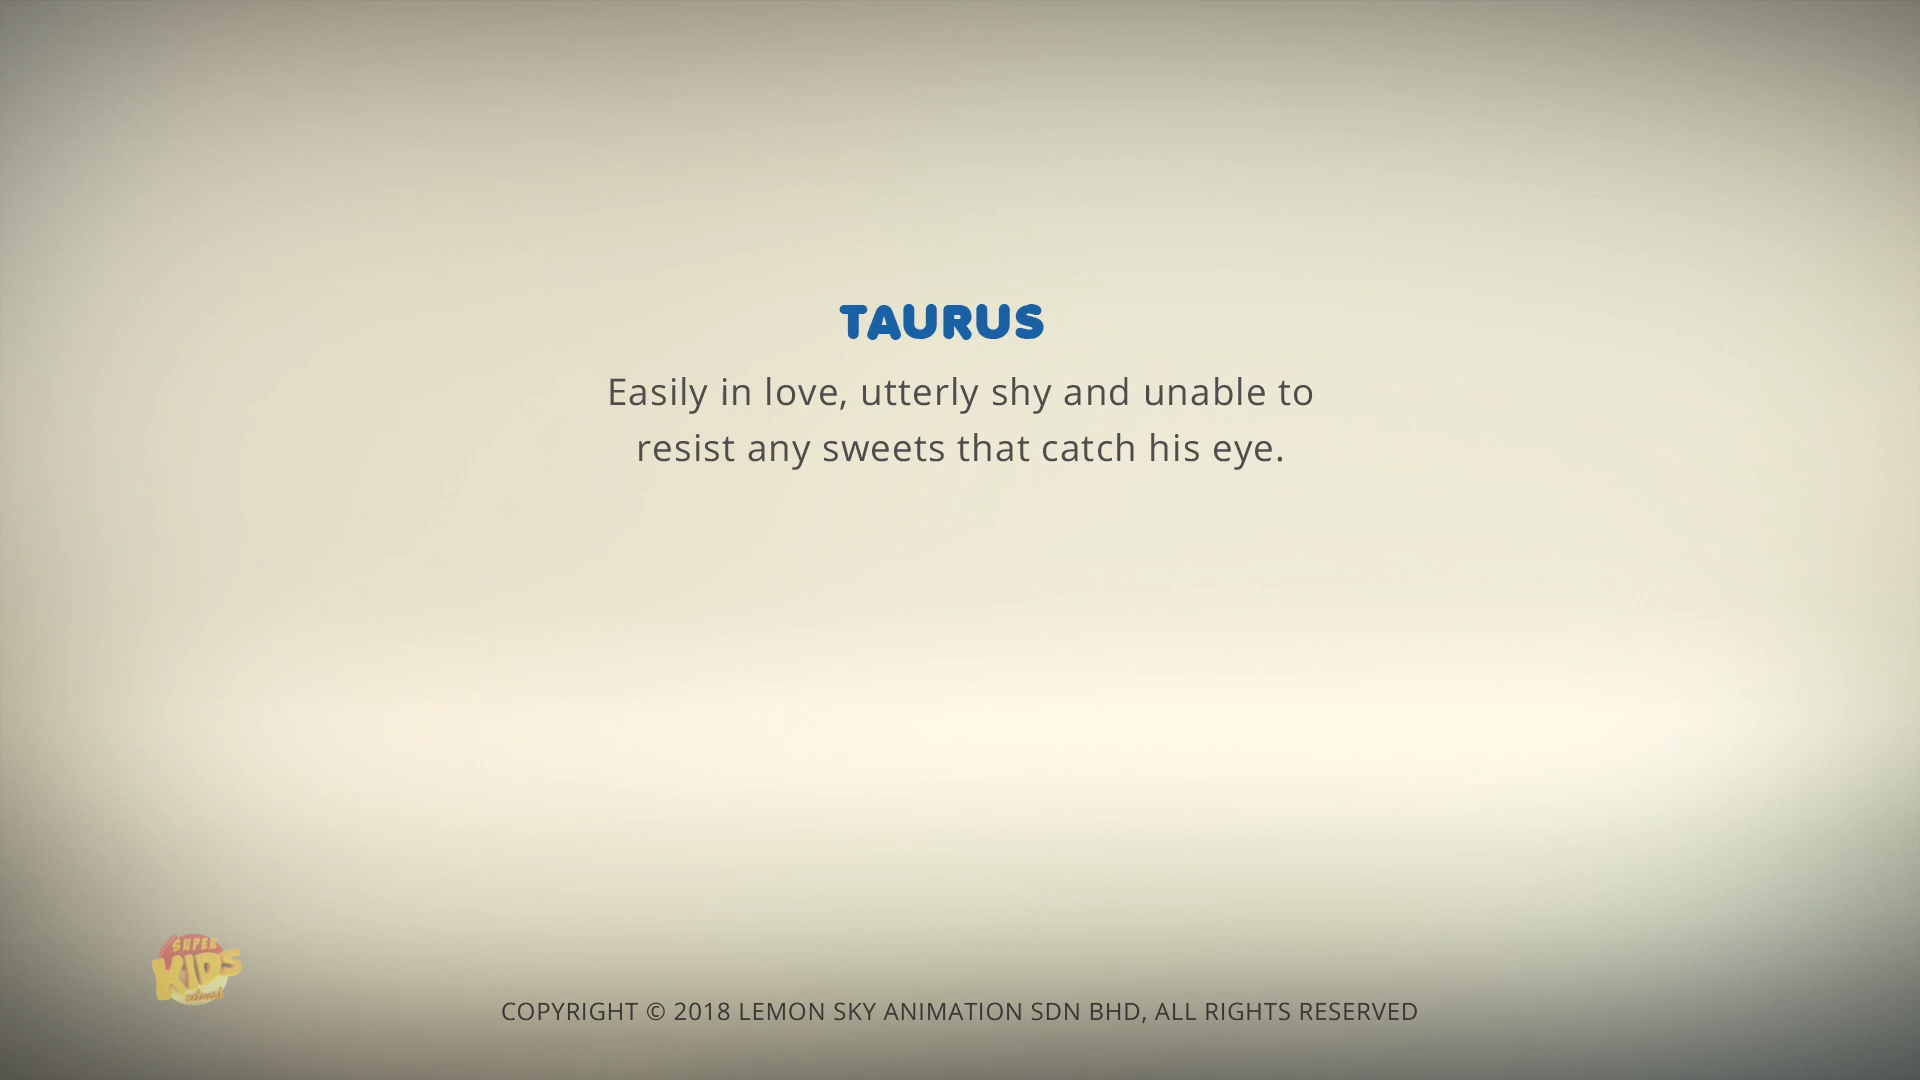 TAURUS
Easily in love, utterly shy and unable to
resist any sweets that catch his eye.
SUPER
KIDS
network
COPYRIGHT © 2018 LEMON SKY ANIMATION SDN BHD, ALL RIGHTS RESERVED